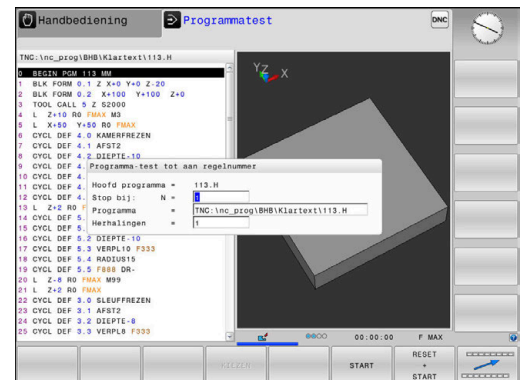 Handbediening
Programmatest
DNC
TNC:\nc_prog\BHB\Klartext\113.H
0 BEGIN PGM 113 MM
1 BLK FORM 0.1 Z X+0 Y+0 Z-20
2 BLK FORM 0.2 X+100 Y+100 Z+0
3 TOOL CALL 5 Z S2000
4 L Z+10 R0 FMAX M3
5 L X+50 Y+50 R0 FMAX
6 CYCL DEF 4.0 KAMERFREZEN
7 CYCL DEF 4.1 AFST2
8 CYCL DEF 4.2 DIEPTE-10
9 CYCL DEF 4.
10 CYCL DEF 4.
11 CYCL DEF 4.
12 CYCL DEF 4.
13 L Z+2 R0 F
14 CYCL DEF 5.
15 CYCL DEF 5.
16 CYCL DEF 5.2 DIEPTE-10
17 CYCL DEF 5.3 VERPL10 F333
18 CYCL DEF 5.4 RADIUS15
19 CYCL DEF 5.5 F888 DR-
20 L Z-8 R0 FMAX M99
21 L Z+2 R0 FMAX
22 CYCL DEF 3.0 SLEUFFREZEN
23 CYCL DEF 3.1 AFST2
24 CYCL DEF 3.2 DIEPTE-8
25 CYCL DEF 3.3 VERPL8 F333
Programma-test tot aan regelnummer
Hoofd programma = 113.H
Stop bij: N = 1
Programma = TNC:\nc_prog\BHB\Klartext\113.H
Herhalingen = 1
Y Z X
00:00:00 F MAX
KIEZEN
START
RESET
+
START